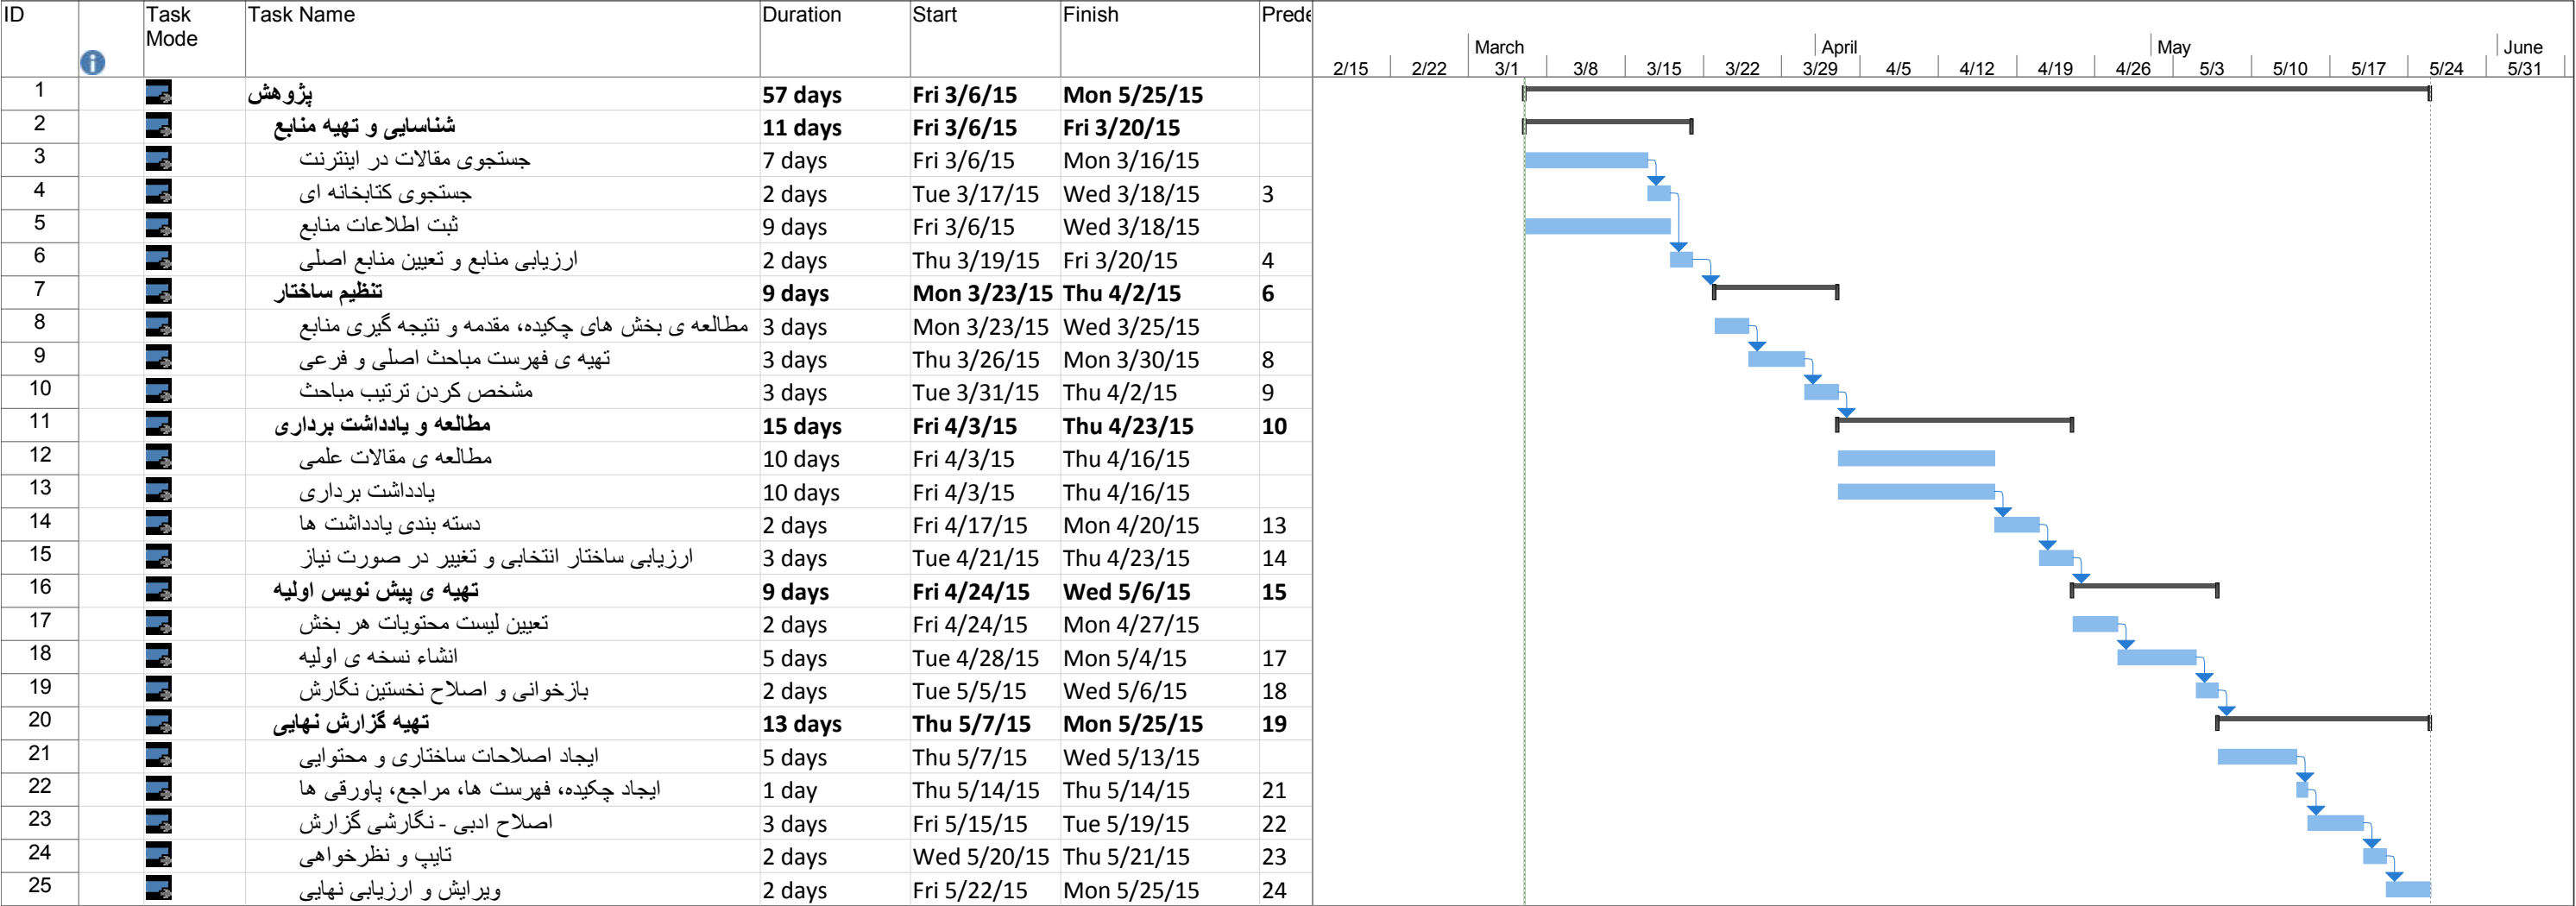 ID Task Mode Task Name Duration Start Finish Prede
March April May June
2/15 2/22 3/1 3/8 3/15 3/22 3/29 4/5 4/12 4/19 4/26 5/3 5/10 5/17 5/24 5/31
1 پژوهش 57 days Fri 3/6/15 Mon 5/25/15
2 شناسایی و تهیه منابع 11 days Fri 3/6/15 Fri 3/20/15
3 جستجوی مقالات در اینترنت 7 days Fri 3/6/15 Mon 3/16/15
4 جستجوی کتابخانه ای 2 days Tue 3/17/15 Wed 3/18/15 3
5 ثبت اطلاعات منابع 9 days Fri 3/6/15 Wed 3/18/15
6 ارزیابی منابع و تعیین منابع اصلی 2 days Thu 3/19/15 Fri 3/20/15 4
7 تنظیم ساختار 9 days Mon 3/23/15 Thu 4/2/15 6
8 مطالعه ی بخش های چکیده، مقدمه و نتیجه گیری منابع 3 days Mon 3/23/15 Wed 3/25/15
9 تهیه ی فهرست مباحث اصلی و فرعی 3 days Thu 3/26/15 Mon 3/30/15 8
10 مشخص کردن ترتیب مباحث 3 days Tue 3/31/15 Thu 4/2/15 9
11 مطالعه و یادداشت برداری 15 days Fri 4/3/15 Thu 4/23/15 10
12 مطالعه ی مقالات علمی 10 days Fri 4/3/15 Thu 4/16/15
13 یادداشت برداری 10 days Fri 4/3/15 Thu 4/16/15
14 دسته بندی یادداشت ها 2 days Fri 4/17/15 Mon 4/20/15 13
15 ارزیابی ساختار انتخابی و تغییر در صورت نیاز 3 days Tue 4/21/15 Thu 4/23/15 14
16 تهیه ی پیش نویس اولیه 9 days Fri 4/24/15 Wed 5/6/15 15
17 تعیین لیست محتویات هر بخش 2 days Fri 4/24/15 Mon 4/27/15
18 انشاء نسخه ی اولیه 5 days Tue 4/28/15 Mon 5/4/15 17
19 بازخوانی و اصلاح نخستین نگارش 2 days Tue 5/5/15 Wed 5/6/15 18
20 تهیه گزارش نهایی 13 days Thu 5/7/15 Mon 5/25/15 19
21 ایجاد اصلاحات ساختاری و محتوایی 5 days Thu 5/7/15 Wed 5/13/15
22 ایجاد چکیده، فهرست ها، مراجع، پاورقی ها 1 day Thu 5/14/15 Thu 5/14/15 21
23 اصلاح ادبی - نگارشی گزارش 3 days Fri 5/15/15 Tue 5/19/15 22
24 تایپ و نظرخواهی 2 days Wed 5/20/15 Thu 5/21/15 23
25 ویرایش و ارزیابی نهایی 2 days Fri 5/22/15 Mon 5/25/15 24